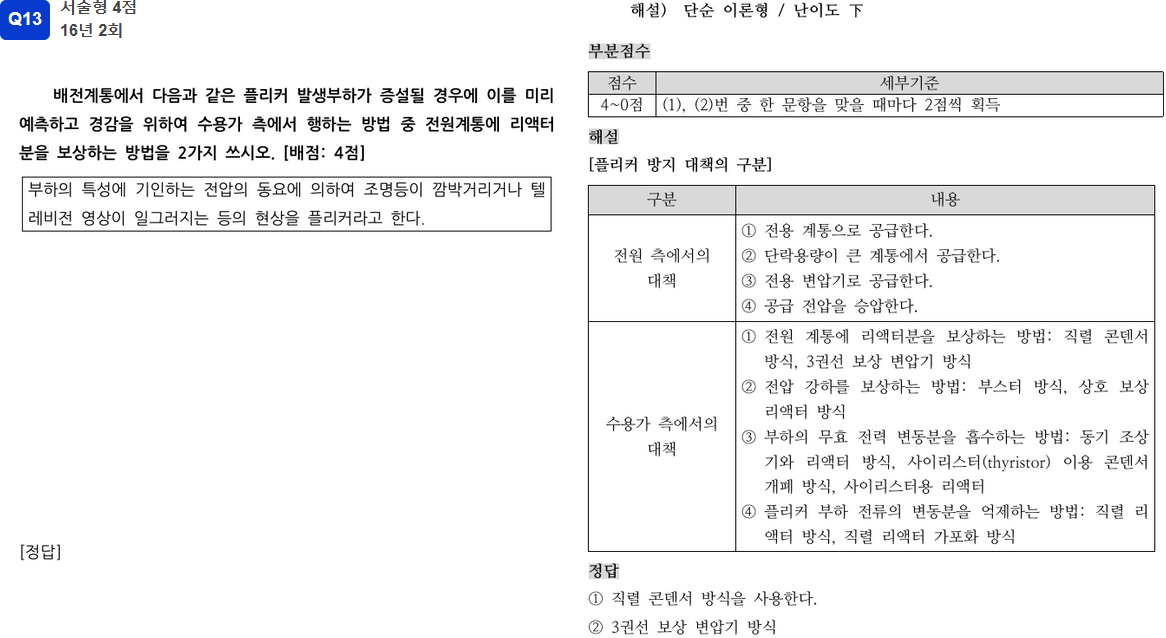 Q13
서술형 4점
16년 2회
배전계통에서 다음과 같은 플리커 발생부하가 증설될 경우에 이를 미리
예측하고 경감을 위하여 수용가 측에서 행하는 방법 중 전원계통에 리액터
분을 보상하는 방법을 2가지 쓰시오. [배점: 4점]
부하의 특성에 기인하는 전압의 동요에 의하여 조명등이 깜박거리거나 텔
레비전 영상이 일그러지는 등의 현상을 플리커라고 한다.
[정답]
해설) 단순 이론형 / 난이도 下
부분점수
점수 세부기준
4~0점 (1), (2)번 중 한 문항을 맞을 때마다 2점씩 획득
해설
[플리커 방지 대책의 구분]
구분 내용
전원 측에서의
대책
① 전용 계통으로 공급한다.
② 단락용량이 큰 계통에서 공급한다.
③ 전용 변압기로 공급한다.
④ 공급 전압을 승압한다.
수용가 측에서의
대책
① 전원 계통에 리액터분을 보상하는 방법: 직렬 콘덴서
방식, 3권선 보상 변압기 방식
② 전압 강하를 보상하는 방법: 부스터 방식, 상호 보상
리액터 방식
③ 부하의 무효 전력 변동분을 흡수하는 방법: 동기 조상
기와 리액터 방식, 사이리스터(thyristor) 이용 콘덴서
개폐 방식, 사이리스터용 리액터
④ 플리커 부하 전류의 변동분을 억제하는 방법: 직렬 리
액터 방식, 직렬 리액터 가포화 방식
정답
① 직렬 콘덴서 방식을 사용한다.
② 3권선 보상 변압기 방식